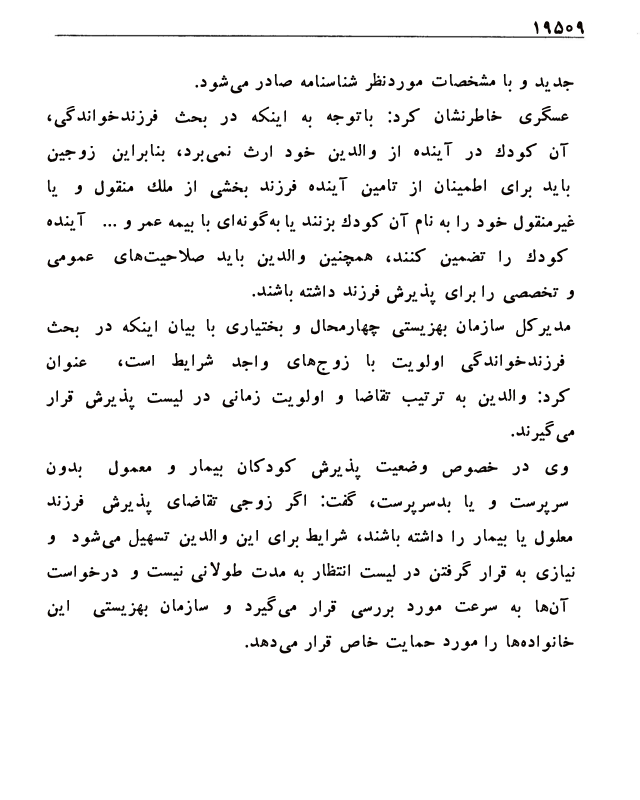 ۱۹۵۰۹
جدید و با مشخصات موردنظر شناسنامه صادر می‌شود.
عسگری خاطرنشان کرد: باتوجه به اینکه در بحث فرزندخواندگی،
آن کودك در آینده از والدین خود ارث نمی‌برد، بنابراین زوجین
باید برای اطمینان از تامین آینده فرزند بخشی از ملك منقول و یا
غیرمنقول خود را به نام آن کودك بزنند یا به‌گونه‌ای با بیمه عمر و ... آینده
کودك را تضمین کنند، همچنین والدین باید صلاحیت‌های عمومی
و تخصصی را برای پذیرش فرزند داشته باشند.
مدیرکل سازمان بهزیستی چهارمحال و بختیاری با بیان اینکه در بحث
فرزندخواندگی اولویت با زوج‌های واجد شرایط است، عنوان
کرد: والدین به ترتیب تقاضا و اولویت زمانی در لیست پذیرش قرار
می‌گیرند.
وی در خصوص وضعیت پذیرش کودکان بیمار و معمول بدون
سرپرست و یا بدسرپرست، گفت: اگر زوجی تقاضای پذیرش فرزند
معلول یا بیمار را داشته باشند، شرایط برای این والدین تسهیل می‌شود و
نیازی به قرار گرفتن در لیست انتظار به مدت طولانی نیست و درخواست
آن‌ها به سرعت مورد بررسی قرار می‌گیرد و سازمان بهزیستی این
خانواده‌ها را مورد حمایت خاص قرار می‌دهد.